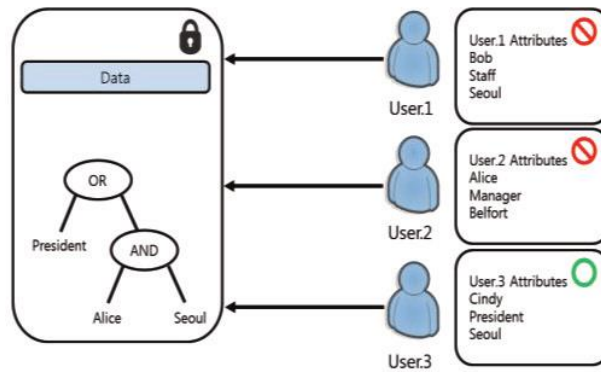 Data
OR
President
AND
Alice
Seoul
User.1
User.1 Attributes
Bob
Staff
Seoul
User.2
User.2 Attributes
Alice
Manager
Belfort
User.3
User.3 Attributes
Cindy
President
Seoul